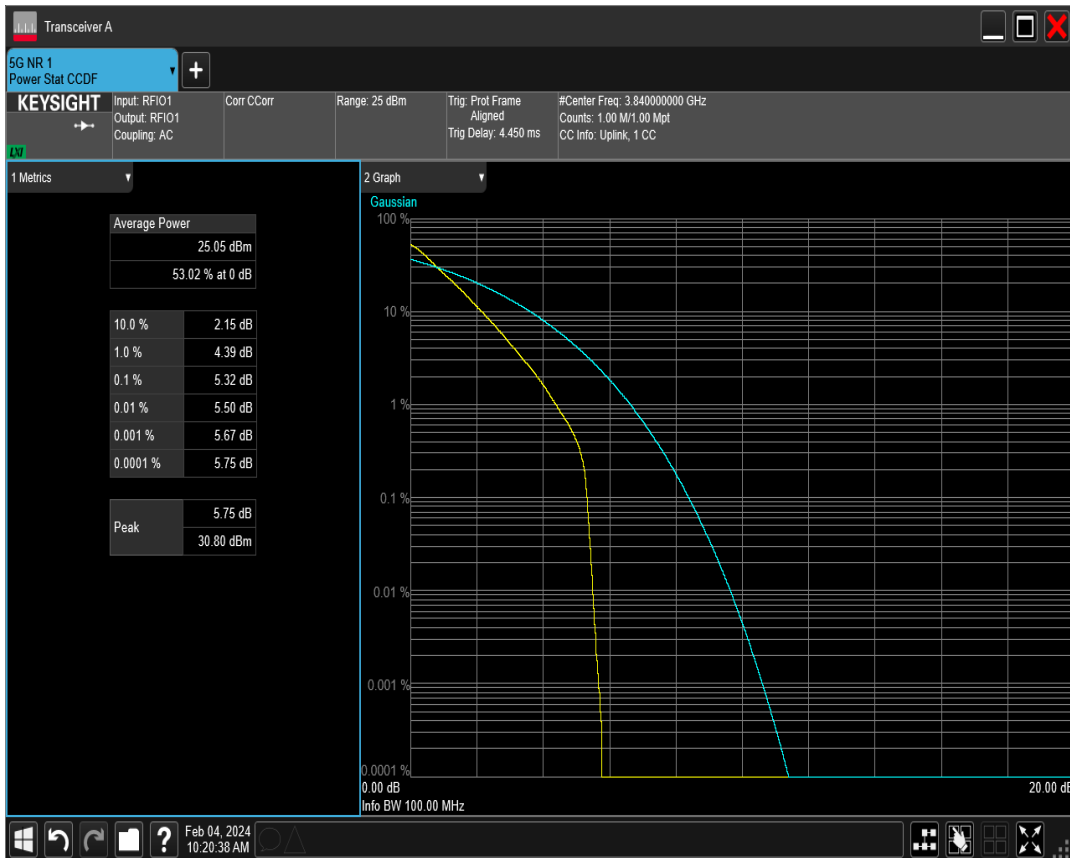 Transceiver A
5G NR 1
Power Stat CCDF
+
KEYSIGHT
LXI
Input: RFIO1
Output: RFIO1
Coupling: AC
Corr CCorr
Range: 25 dBm
Trig: Prot Frame
Aligned
Trig Delay: 4.450 ms
#Center Freq: 3.840000000 GHz
Counts: 1.00 M/1.00 Mpt
CC Info: Uplink, 1 CC
1 Metrics
Average Power
25.05 dBm
53.02 % at 0 dB
10.0 % 2.15 dB
1.0 % 4.39 dB
0.1 % 5.32 dB
0.01 % 5.50 dB
0.001 % 5.67 dB
0.0001 % 5.75 dB
Peak
5.75 dB
30.80 dBm
2 Graph
Gaussian
100 %
10 %
1 %
0.1 %
0.01 %
0.001 %
0.0001 %
0.00 dB 20.00 dB
Info BW 100.00 MHz
?
Feb 04, 2024
10:20:38 AM